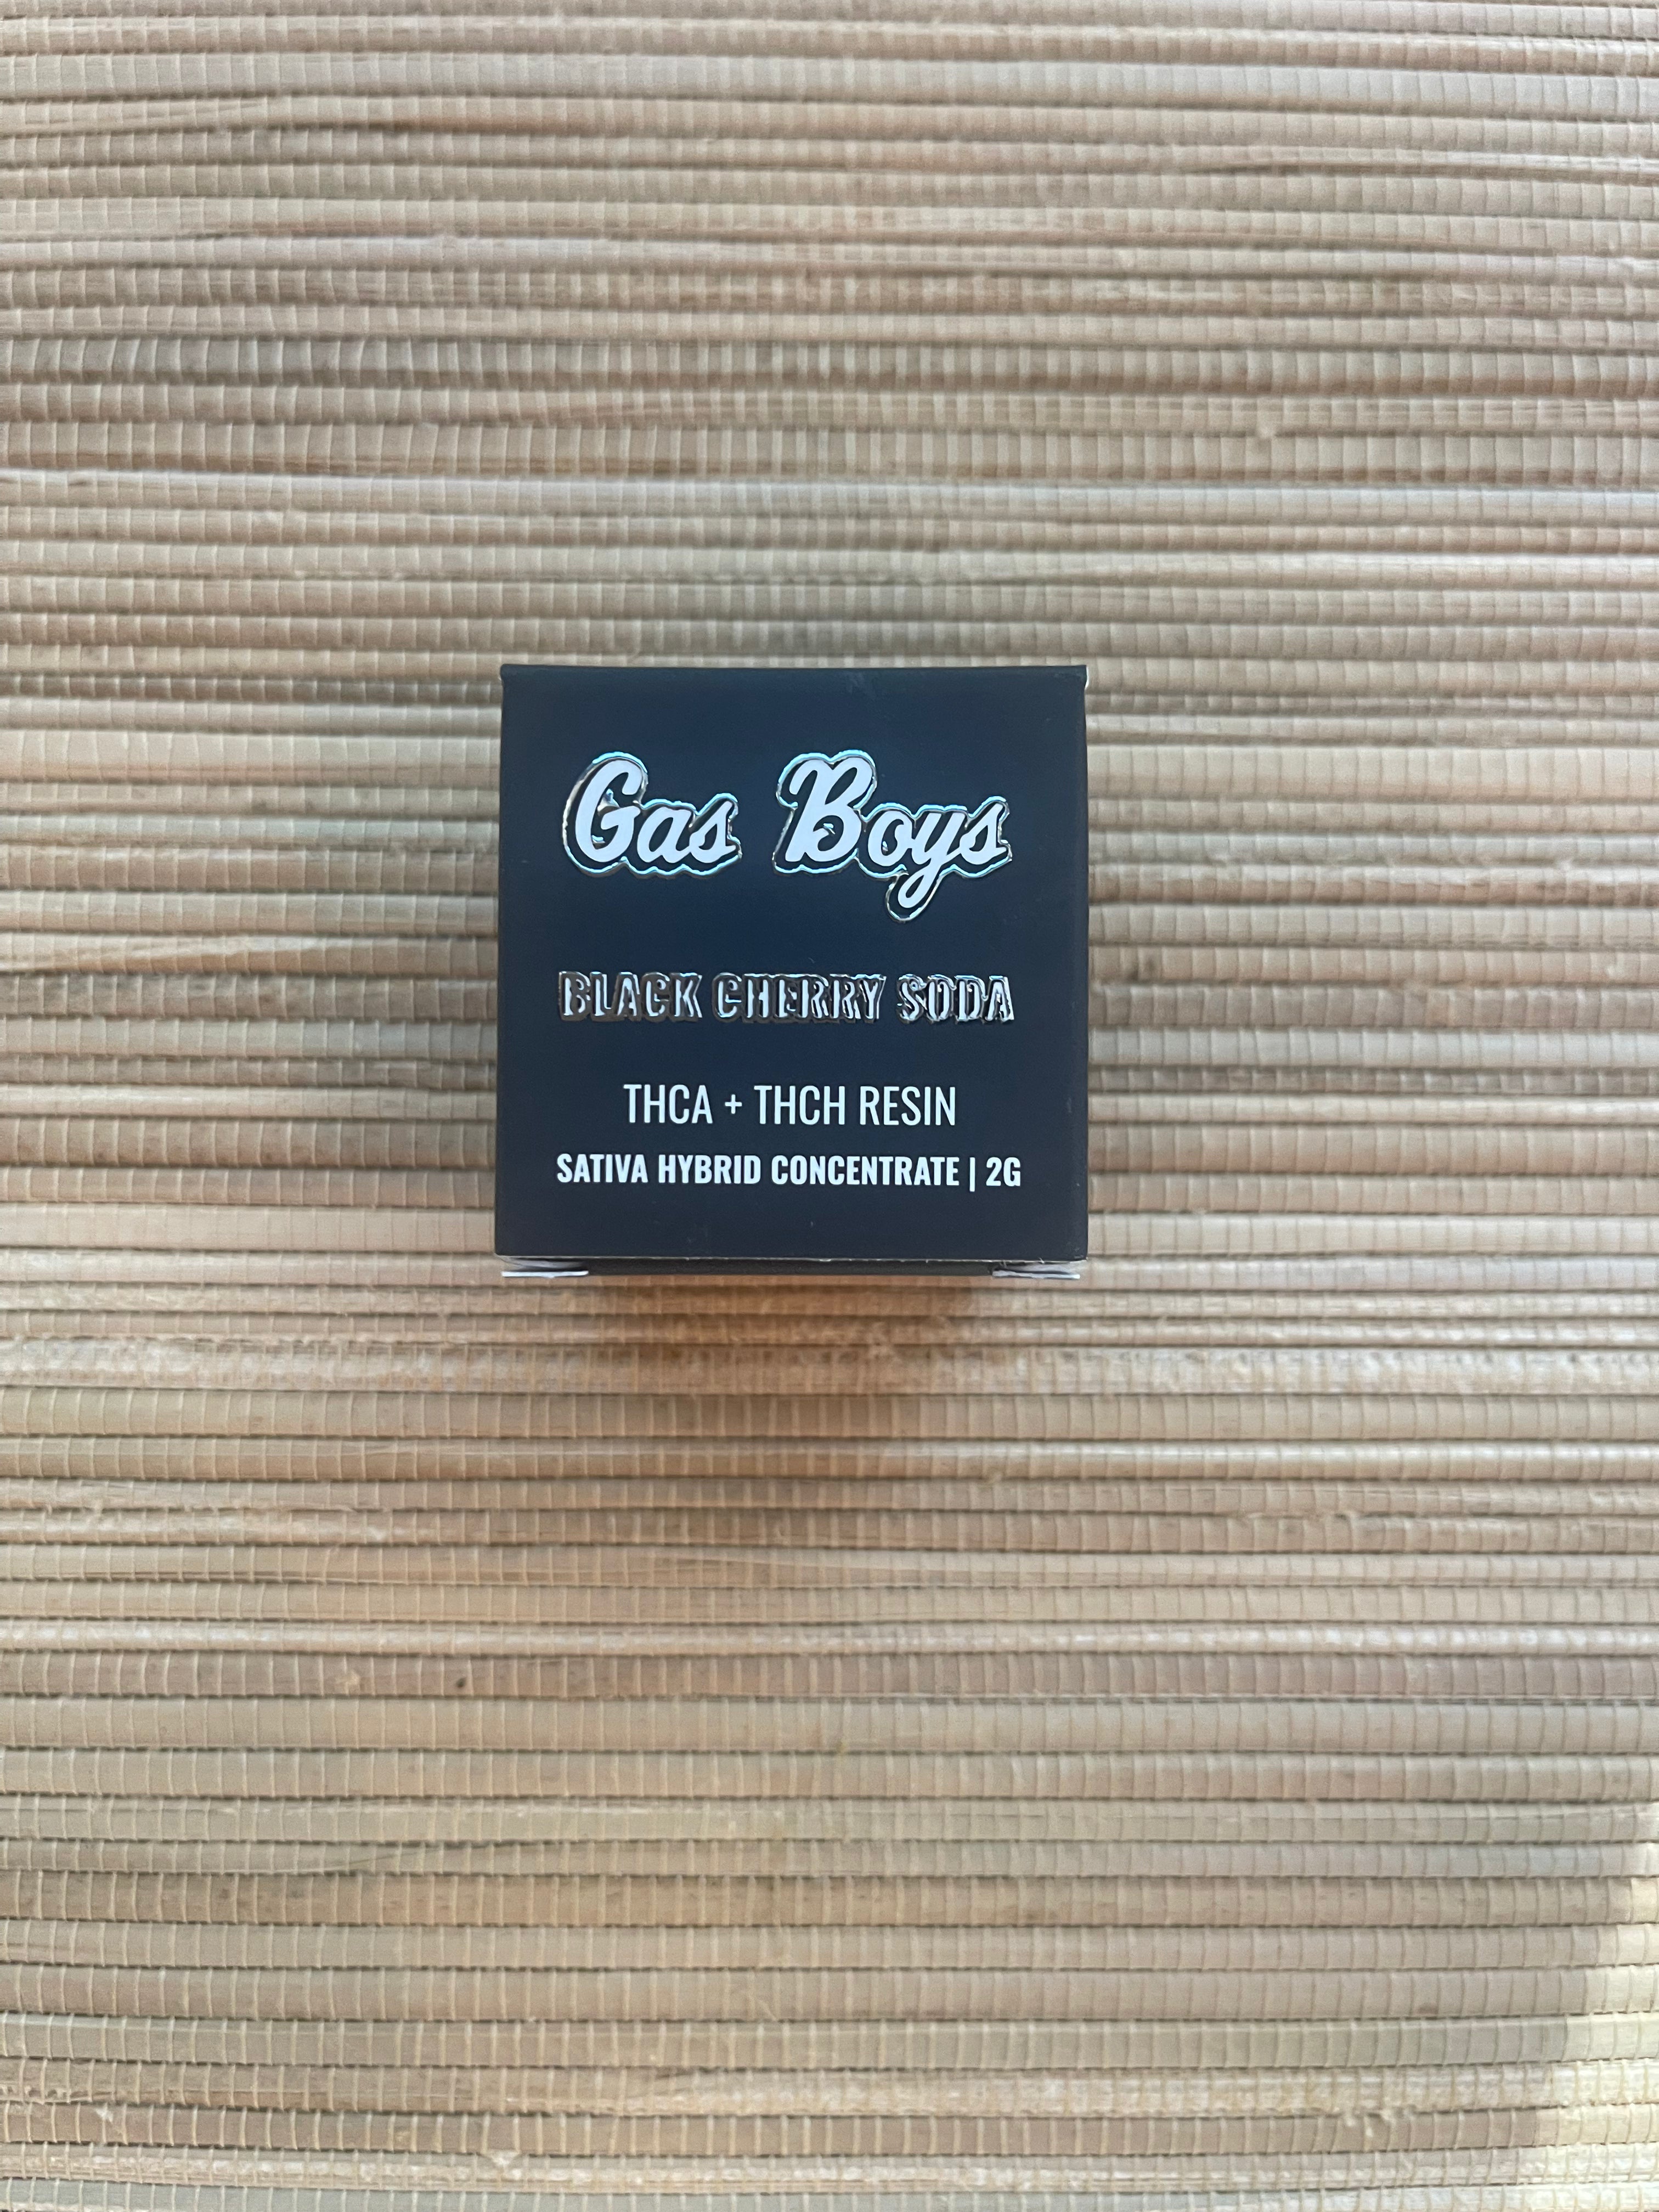 Gas Boys
BLACK CHERRY SODA
THCA + THCH RESIN
SATIVA HYBRID CONCENTRATE | 2G